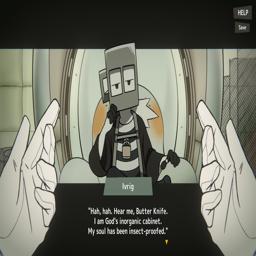 HELP
Save
Ivrig
"Hah, hah. Hear me, Butter Knife.
I am God's inorganic cabinet.
My soul has been insect-proofed."